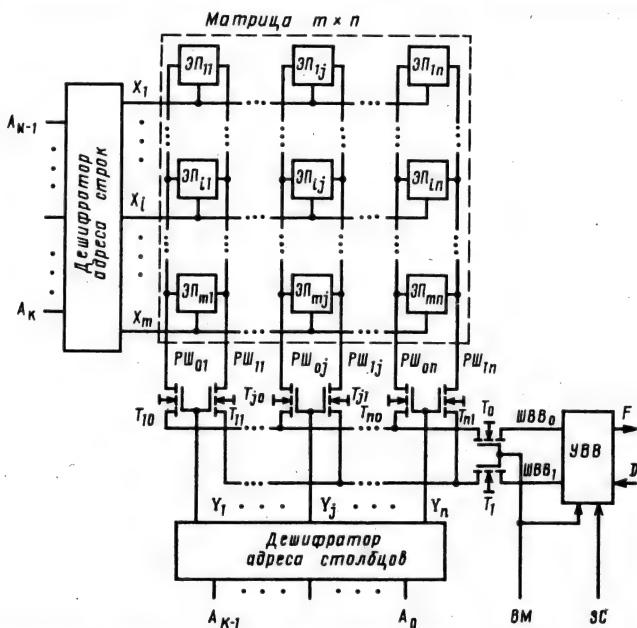 Матрица m × n
ЭП₁₁ ЭП₁ⱼ ЭП₁ₙ
X₁
Aₙ₋₁
ЭПᵢ₁ ЭПᵢⱼ ЭПᵢₙ
Xᵢ
Дешифратор
адреса строк
ЭПₘ₁ ЭПₘⱼ ЭПₘₙ
Aₖ
Xₘ
РШ₀₁ РШ₁₁ РШ₀ⱼ РШ₁ⱼ РШ₀ₙ РШ₁ₙ
T₁₀ T₁₁ Tⱼ₀ Tⱼ₁ Tₙ₀ Tₙ₁
T₀ ШВВ₀ УВВ F
T₁ ШВВ₁ D
Y₁ Yⱼ Yₙ
Дешифратор
адреса столбцов
Aₖ₋₁ A₀ ВМ ЗС